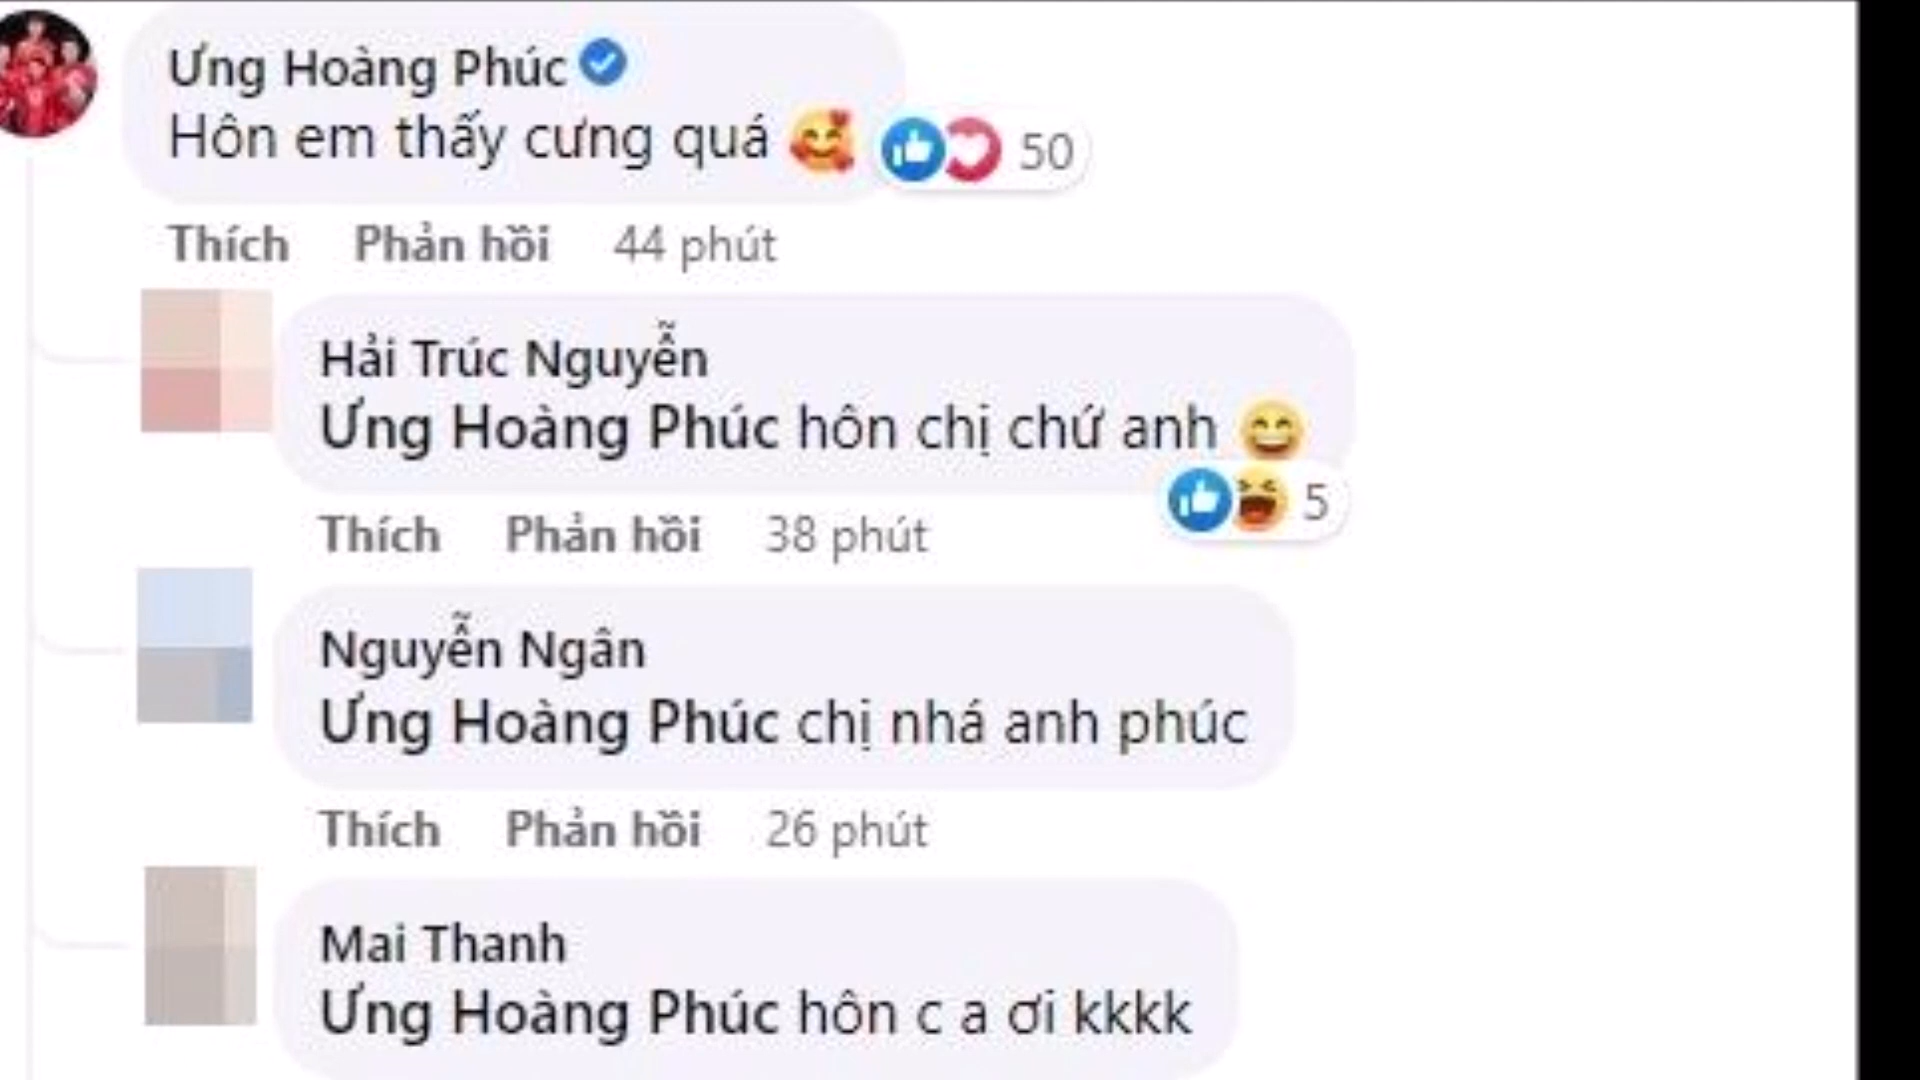 Ưng Hoàng Phúc
Hôn em thấy cưng quá 🥰 50
Thích Phản hồi 44 phút
Hải Trúc Nguyễn
Ưng Hoàng Phúc hôn chị chứ anh 😄
5
Thích Phản hồi 38 phút
Nguyễn Ngân
Ưng Hoàng Phúc chị nhá anh phúc
Thích Phản hồi 26 phút
Mai Thanh
Ưng Hoàng Phúc hôn c a ơi kkkk